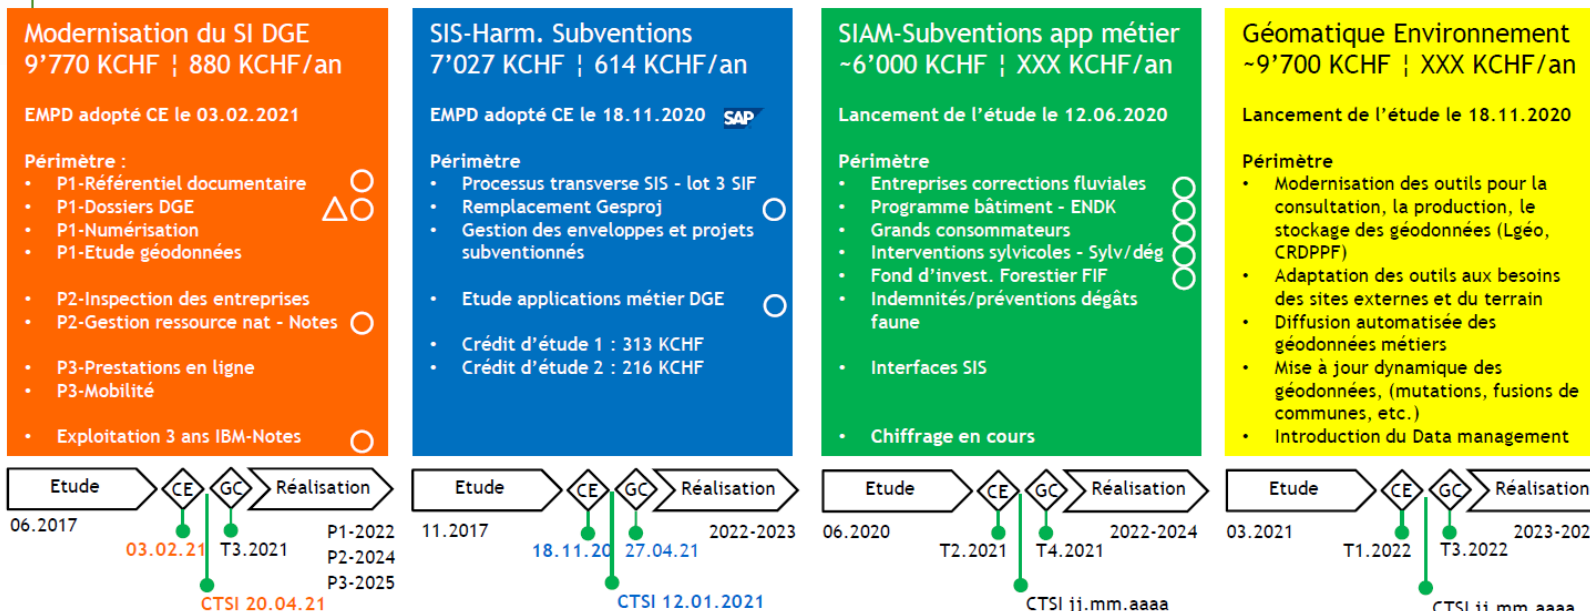 Modernisation du SI DGE
9’770 KCHF ¦ 880 KCHF/an
EMPD adopté CE le 03.02.2021
Périmètre :
• P1-Référentiel documentaire
• P1-Dossiers DGE
• P1-Numérisation
• P1-Etude géodonnées
• P2-Inspection des entreprises
• P2-Gestion ressource nat - Notes
• P3-Prestations en ligne
• P3-Mobilité
• Exploitation 3 ans IBM-Notes
Etude
CE
GC
Réalisation
06.2017
03.02.21
T3.2021
P1-2022
P2-2024
P3-2025
CTSI 20.04.21
SIS-Harm. Subventions
7’027 KCHF ¦ 614 KCHF/an
EMPD adopté CE le 18.11.2020 SAP
Périmètre
• Processus transverse SIS - lot 3 SIF
• Remplacement Gesproj
• Gestion des enveloppes et projets
subventionnés
• Etude applications métier DGE
• Crédit d’étude 1 : 313 KCHF
• Crédit d’étude 2 : 216 KCHF
Etude
CE
GC
Réalisation
11.2017
18.11.20
27.04.21
2022-2023
CTSI 12.01.2021
SIAM-Subventions app métier
~6’000 KCHF ¦ XXX KCHF/an
Lancement de l’étude le 12.06.2020
Périmètre
• Entreprises corrections fluviales
• Programme bâtiment - ENDK
• Grands consommateurs
• Interventions sylvicoles - Sylv/dég
• Fond d’invest. Forestier FIF
• Indemnités/préventions dégâts
faune
• Interfaces SIS
• Chiffrage en cours
Etude
CE
GC
Réalisation
06.2020
T2.2021
T4.2021
2022-2024
CTSI jj.mm.aaaa
Géomatique Environnement
~9’700 KCHF ¦ XXX KCHF/an
Lancement de l’étude le 18.11.2020
Périmètre
• Modernisation des outils pour la
consultation, la production, le
stockage des géodonnées (Lgéo,
CRDPPF)
• Adaptation des outils aux besoins
des sites externes et du terrain
• Diffusion automatisée des
géodonnées métiers
• Mise à jour dynamique des
géodonnées, (mutations, fusions de
communes, etc.)
• Introduction du Data management
Etude
CE
GC
Réalisation
03.2021
T1.2022
T3.2022
2023-202
CTSI jj.mm.aaaa